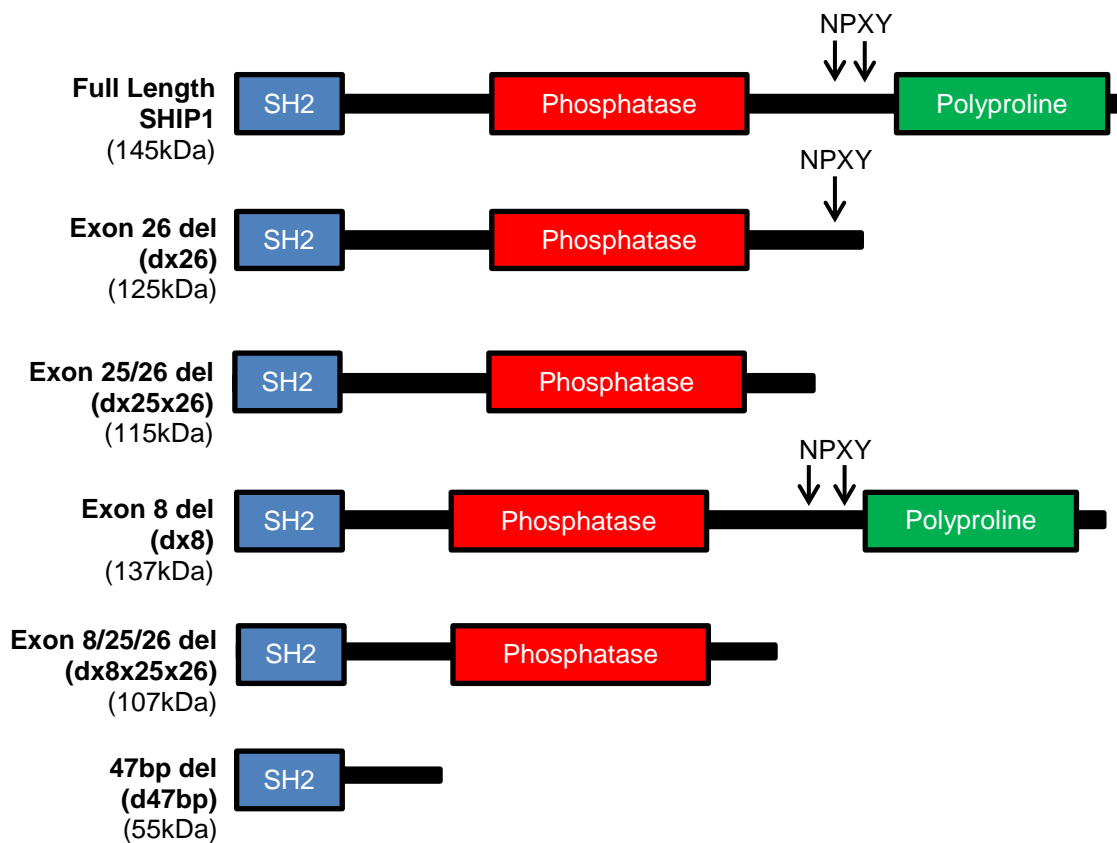 NPXY
Full Length
SHIP1
(145kDa)
SH2
Phosphatase
Polyproline
NPXY
Exon 26 del
(dx26)
(125kDa)
SH2
Phosphatase
Exon 25/26 del
(dx25x26)
(115kDa)
SH2
Phosphatase
NPXY
Exon 8 del
(dx8)
(137kDa)
SH2
Phosphatase
Polyproline
Exon 8/25/26 del
(dx8x25x26)
(107kDa)
SH2
Phosphatase
47bp del
(d47bp)
(55kDa)
SH2